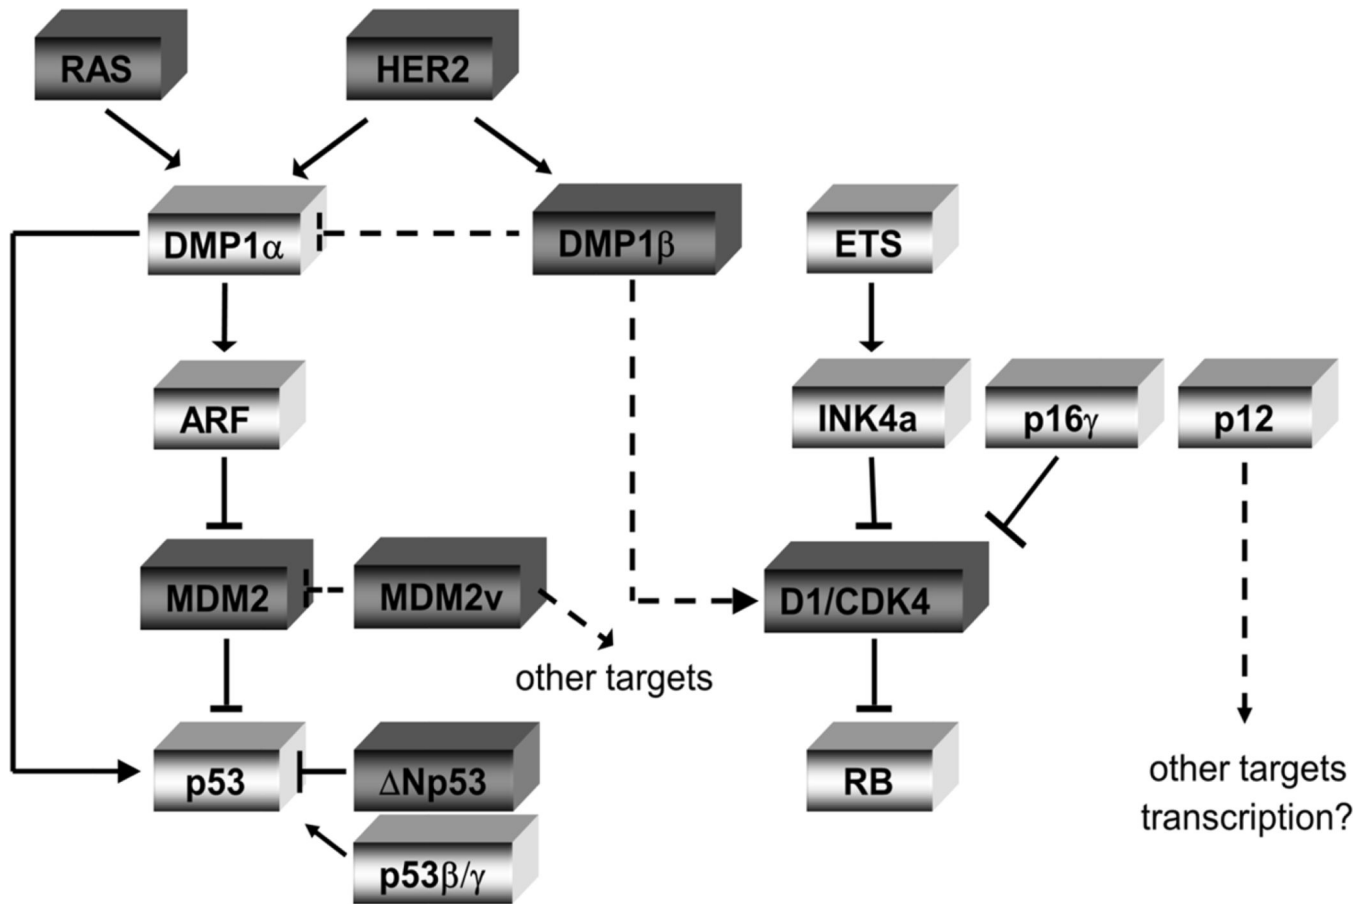 RAS
HER2
DMP1α
DMP1β
ETS
ARF
INK4a
p16γ
p12
MDM2
MDM2v
D1/CDK4
other targets
p53
ΔNp53
RB
other targets
transcription?
p53β/γ